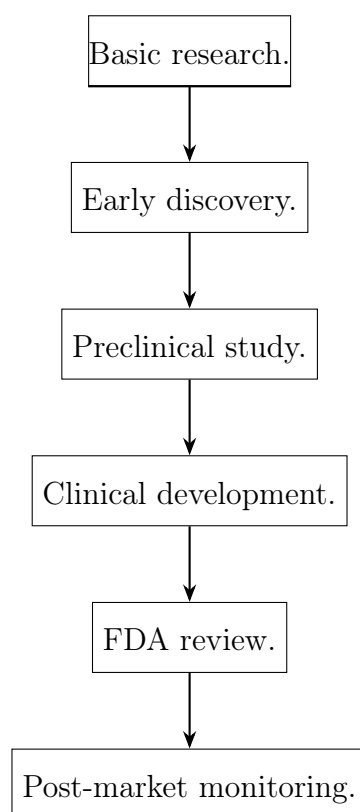 Basic research.
Early discovery.
Preclinical study.
Clinical development.
FDA review.
Post-market monitoring.